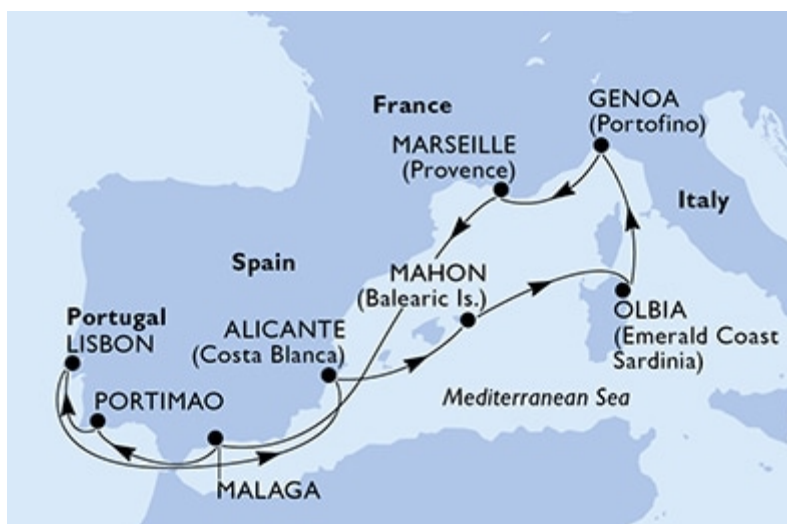 France
GENOA
(Portofino)
MARSEILLE
(Provence)
Italy
Spain
MAHON
(Balearic Is.)
OLBIA
(Emerald Coast
Sardinia)
Portugal
LISBON
ALICANTE
(Costa Blanca)
Mediterranean Sea
PORTIMAO
MALAGA